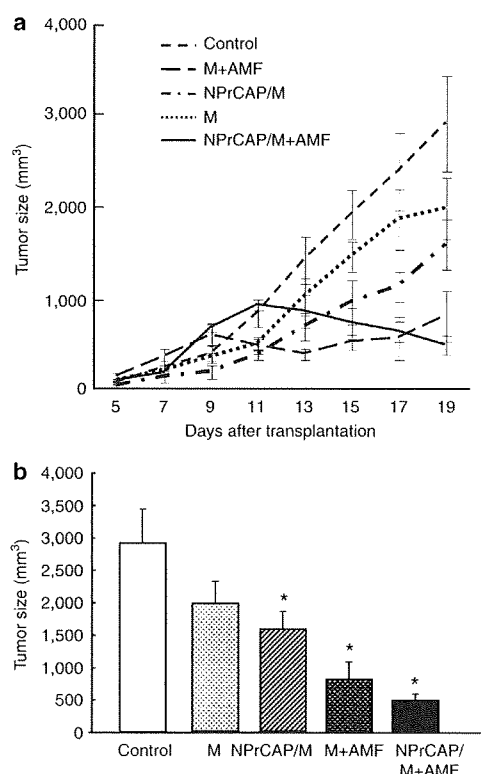 a
Tumor size (mm³)
4,000
3,000
2,000
1,000
0
Control
M+AMF
NPrCAP/M
M
NPrCAP/M+AMF
5 7 9 11 13 15 17 19
Days after transplantation
b
Tumor size (mm³)
4,000
3,500
3,000
2,500
2,000
1,500
1,000
500
0
*
*
*
Control M NPrCAP/M M+AMF NPrCAP/
M+AMF